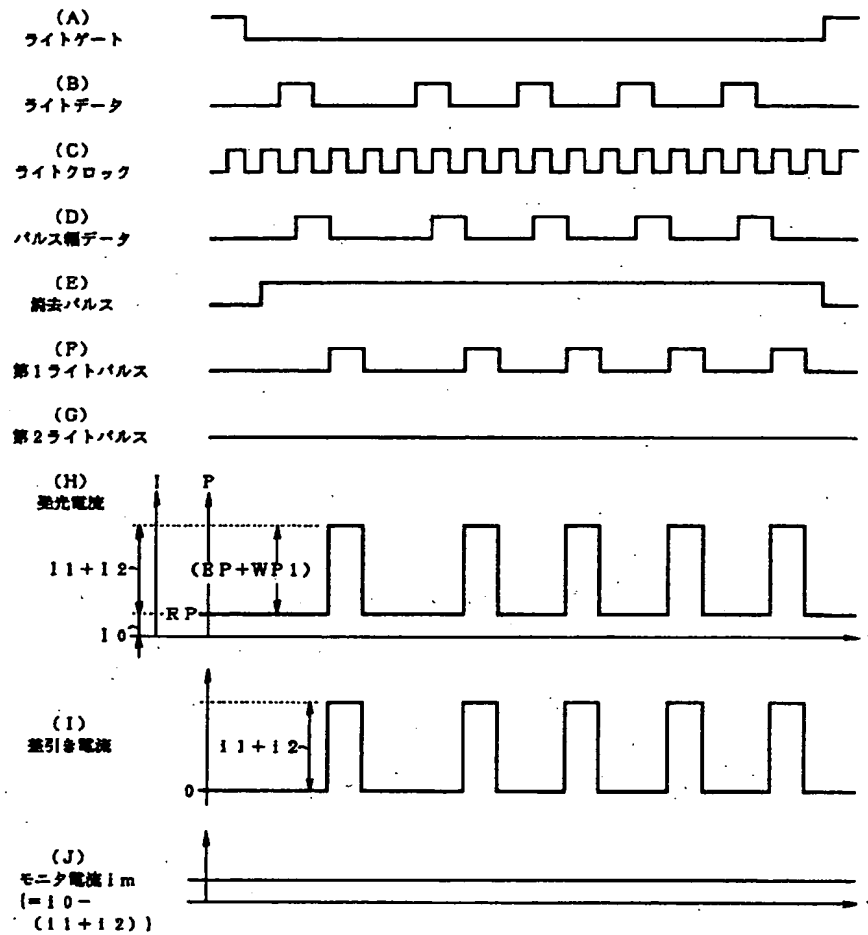 (A)
ライトゲート
(B)
ライトデータ
(C)
ライトクロック
(D)
パルス幅データ
(E)
消去パルス
(F)
第1ライトパルス
(G)
第2ライトパルス
(H)
発光電流
I
P
I1+I2
(EP+WP1)
RP
I0
(I)
差引き電流
i1+i2
0
(J)
モニタ電流im
{=i0-
(i1+i2)}